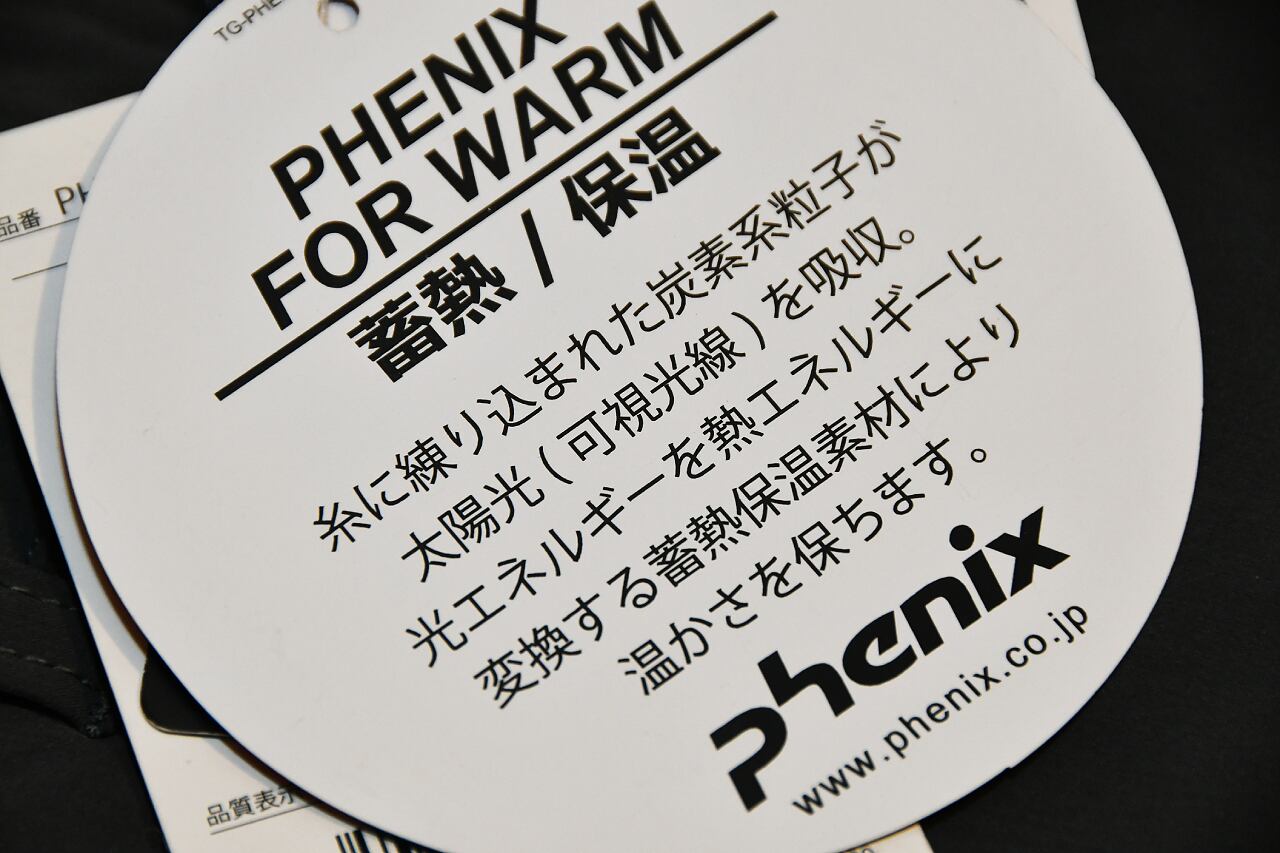 TG-PHE
PHENIX
FOR WARM
蓄熱 / 保温
糸に練り込まれた炭素系粒子が
太陽光(可視光線)を吸収。
光エネルギーを熱エネルギーに
変換する蓄熱保温素材により
温かさを保ちます。
phenix
www.phenix.co.jp
品番 PH
品質表示